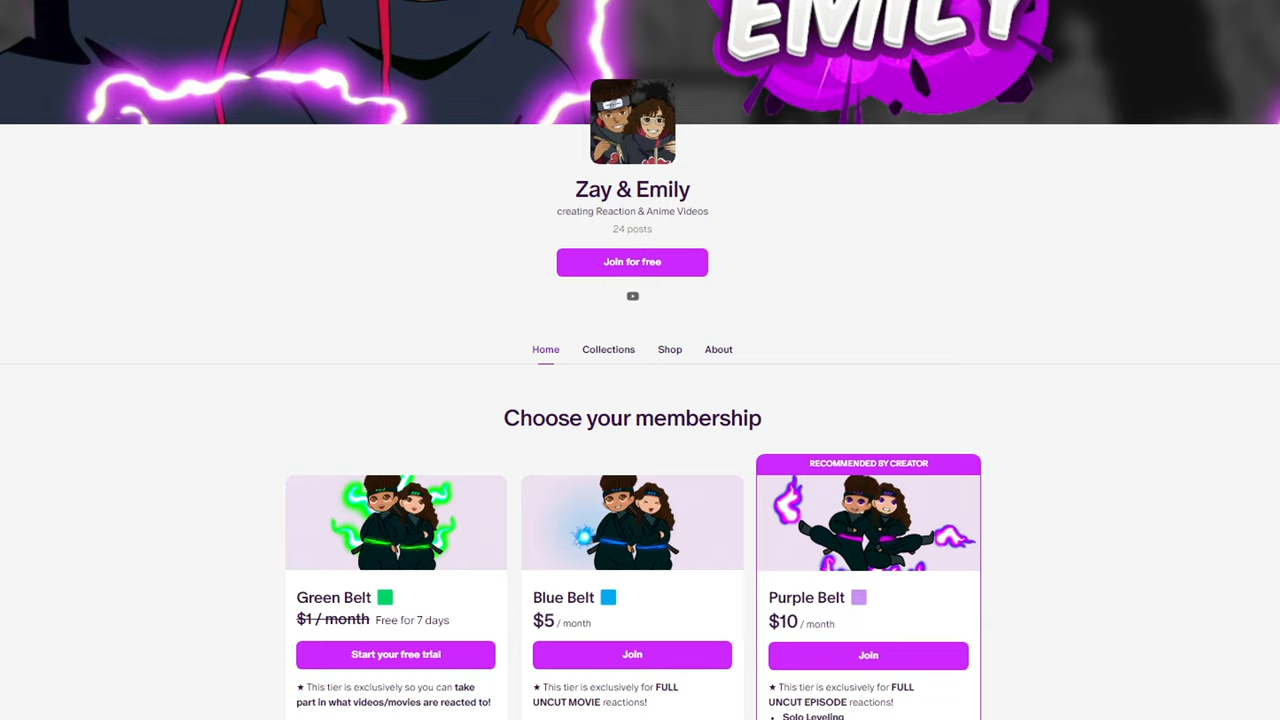 EMILY
Zay & Emily
creating Reaction & Anime Videos
24 posts
Join for free
Home Collections Shop About
Choose your membership
RECOMMENDED BY CREATOR
Green Belt
$1 / month Free for 7 days
Start your free trial
★ This tier is exclusively so you can take
part in what videos/movies are reacted to!
Blue Belt
$5 / month
Join
★ This tier is exclusively for FULL
UNCUT MOVIE reactions!
Purple Belt
$10 / month
Join
★ This tier is exclusively for FULL
UNCUT EPISODE reactions!
• Solo Leveling